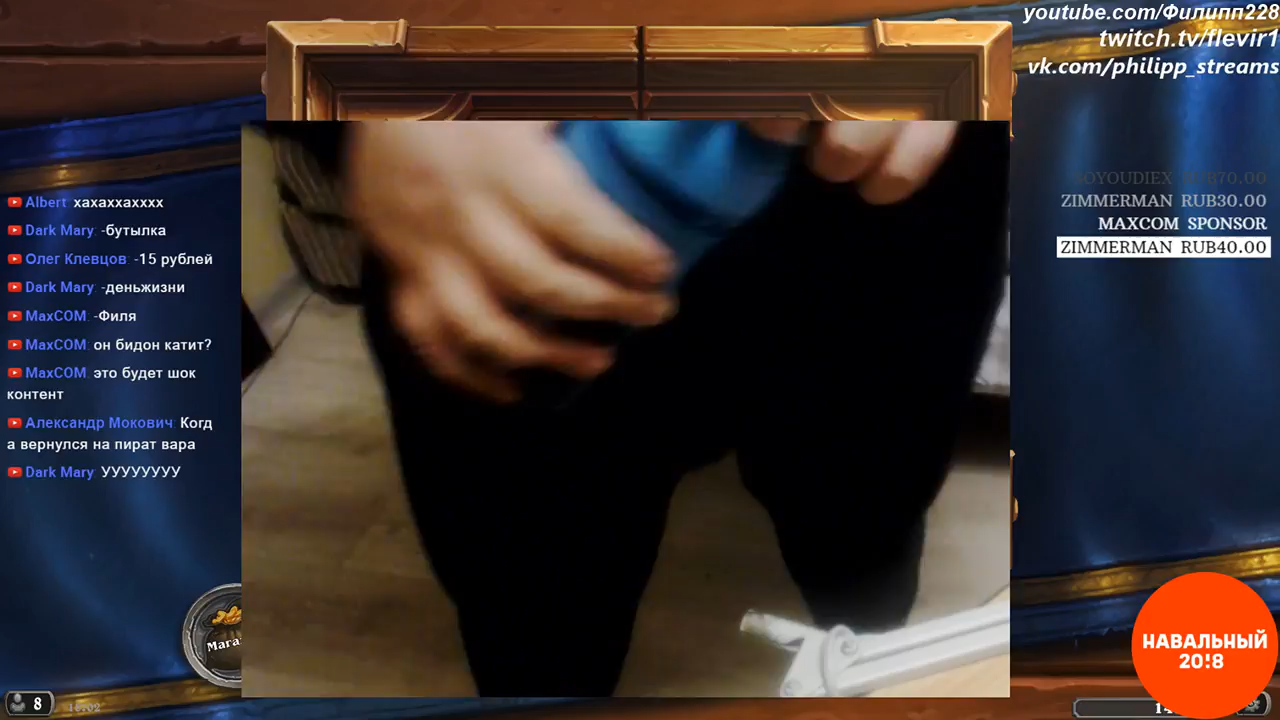 youtube.com/Филипп228
twitch.tv/flevir1
vk.com/philipp_streams
ZIMMERMAN RUB30.00
MAXCOM SPONSOR
ZIMMERMAN RUB40.00
Albert: хахаххахххх
Dark Mary: -бутылка
Олег Клевцов: -15 рублей
Dark Mary: -деньжизни
MaxCOM: -Филя
MaxCOM: он бидон катит?
MaxCOM: это будет шок
контент
Александр Мокович: Когд
а вернулся на пират вара
Dark Mary: УУУУУУУУ
НАВАЛЬНЫЙ
20!8
8